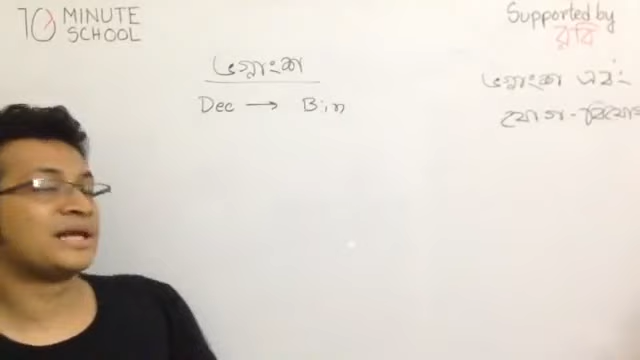 10 MINUTE
SCHOOL
Supported by
রবি
ভগ্নাংশ
Dec → Bin
ভগ্নাংশ এবং
যোগ-বিয়োগ